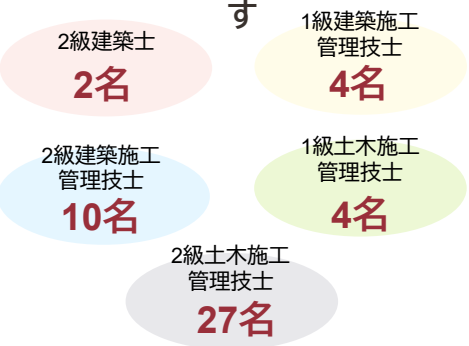 す
2級建築士
2名
1級建築施工
管理技士
4名
2級建築施工
管理技士
10名
1級土木施工
管理技士
4名
2級土木施工
管理技士
27名